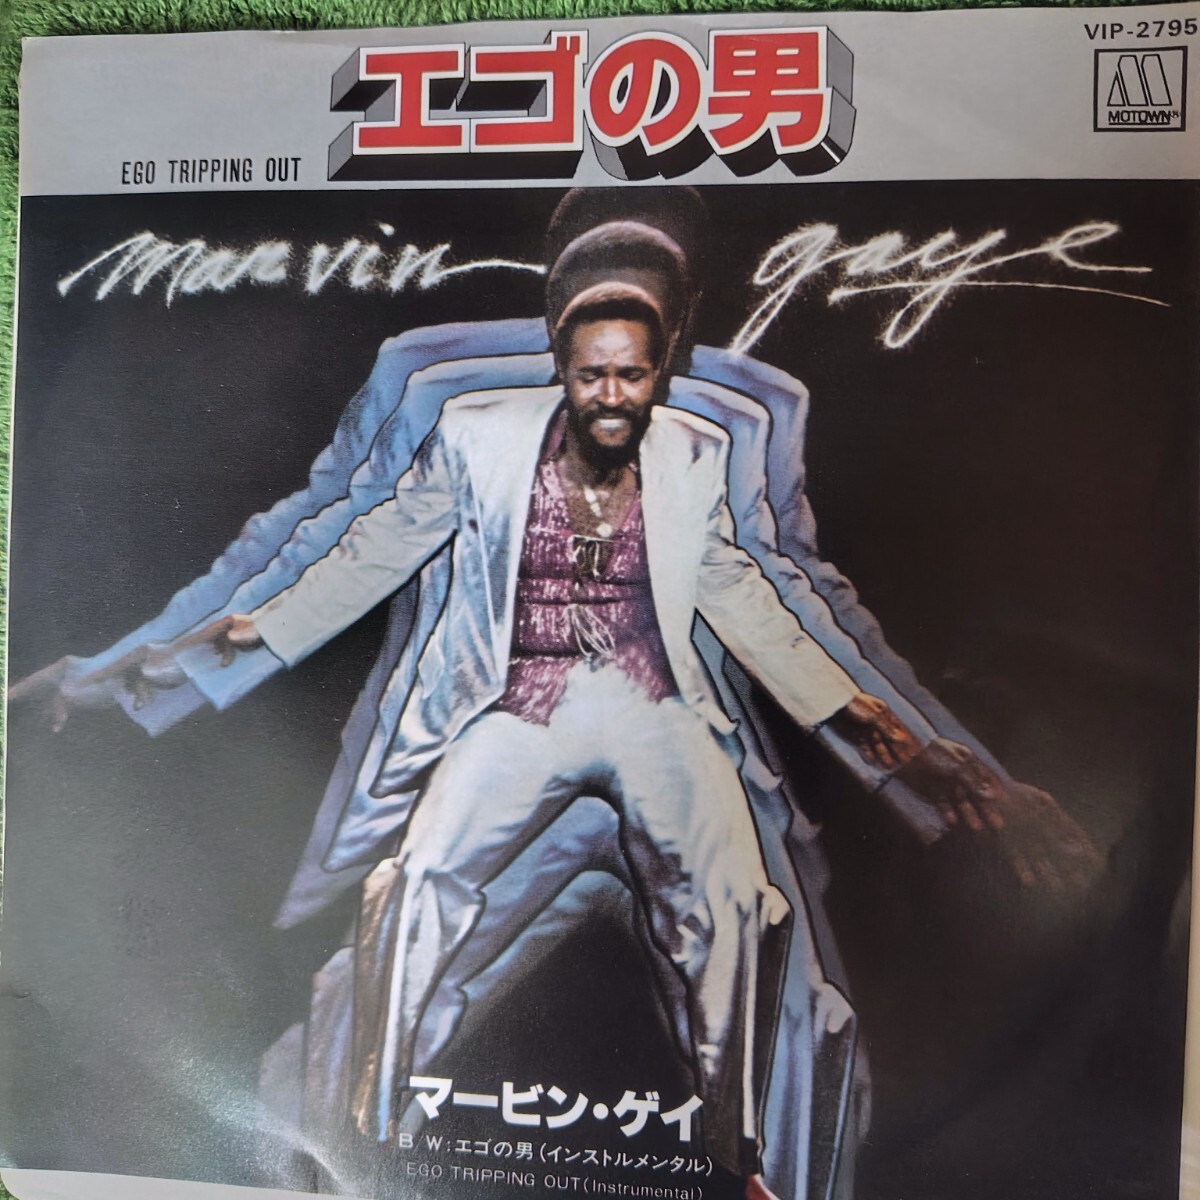 VIP-2795
エゴの男
MOTOWN®
EGO TRIPPING OUT
marvin gaye
マービン・ゲイ
B/W:エゴの男(インストルメンタル)
EGO TRIPPING OUT(Instrumental)